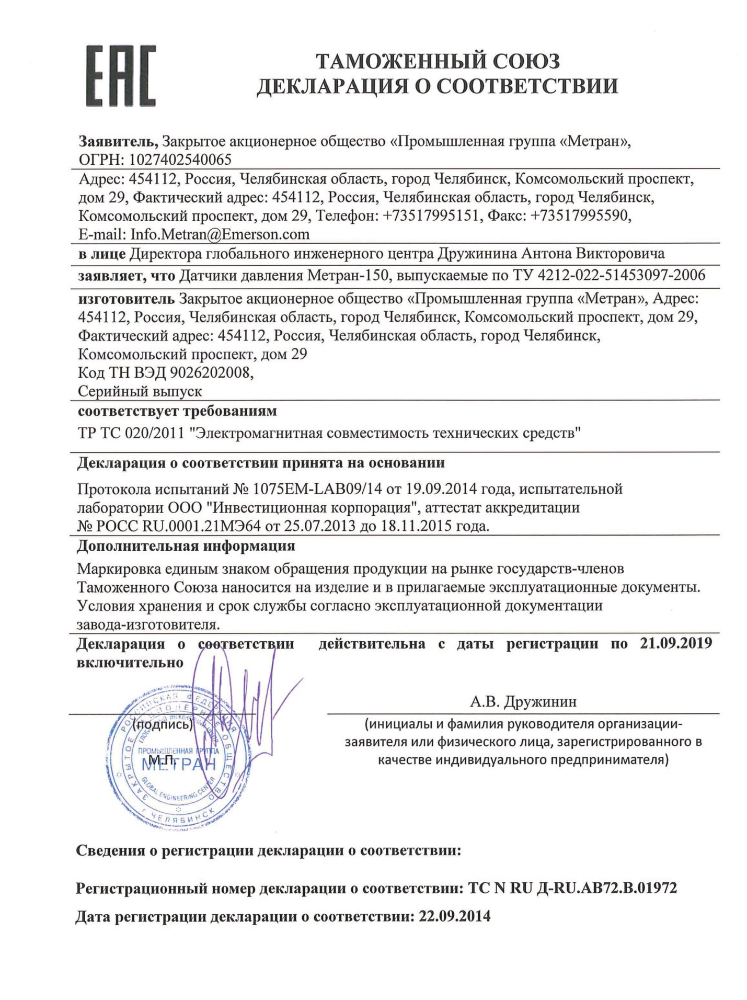 ЕАС
ТАМОЖЕННЫЙ СОЮЗ
ДЕКЛАРАЦИЯ О СООТВЕТСТВИИ
Заявитель, Закрытое акционерное общество «Промышленная группа «Метран»,
ОГРН: 1027402540065
Адрес: 454112, Россия, Челябинская область, город Челябинск, Комсомольский проспект,
дом 29, Фактический адрес: 454112, Россия, Челябинская область, город Челябинск,
Комсомольский проспект, дом 29, Телефон: +73517995151, Факс: +73517995590,
E-mail: Info.Metran@Emerson.com
в лице Директора глобального инженерного центра Дружинина Антона Викторовича
заявляет, что Датчики давления Метран-150, выпускаемые по ТУ 4212-022-51453097-2006
изготовитель Закрытое акционерное общество «Промышленная группа «Метран», Адрес:
454112, Россия, Челябинская область, город Челябинск, Комсомольский проспект, дом 29,
Фактический адрес: 454112, Россия, Челябинская область, город Челябинск,
Комсомольский проспект, дом 29
Код ТН ВЭД 9026202008,
Серийный выпуск
соответствует требованиям
ТР ТС 020/2011 "Электромагнитная совместимость технических средств"
Декларация о соответствии принята на основании
Протокола испытаний № 1075EM-LAB09/14 от 19.09.2014 года, испытательной
лаборатории ООО "Инвестиционная корпорация", аттестат аккредитации
№ РОСС RU.0001.21МЭ64 от 25.07.2013 до 18.11.2015 года.
Дополнительная информация
Маркировка единым знаком обращения продукции на рынке государств-членов
Таможенного Союза наносится на изделие и в прилагаемые эксплуатационные документы.
Условия хранения и срок службы согласно эксплуатационной документации
завода-изготовителя.
Декларация о соответствии действительна с даты регистрации по 21.09.2019
включительно
А.В. Дружинин
(подпись)
(инициалы и фамилия руководителя организации-
заявителя или физического лица, зарегистрированного в
качестве индивидуального предпринимателя)
М.П.
РОССИЙСКАЯ ФЕДЕРАЦИЯ
ЗАКРЫТОЕ АКЦИОНЕРНОЕ ОБЩЕСТВО
ГЛОБАЛЬНЫЙ ИНЖЕНЕРНЫЙ
ПРОМЫШЛЕННАЯ ГРУППА
МЕТРАН
GLOBAL ENGINEERING CENTER
г ЧЕЛЯБИНСК
Сведения о регистрации декларации о соответствии:
Регистрационный номер декларации о соответствии: ТС N RU Д-RU.АВ72.В.01972
Дата регистрации декларации о соответствии: 22.09.2014